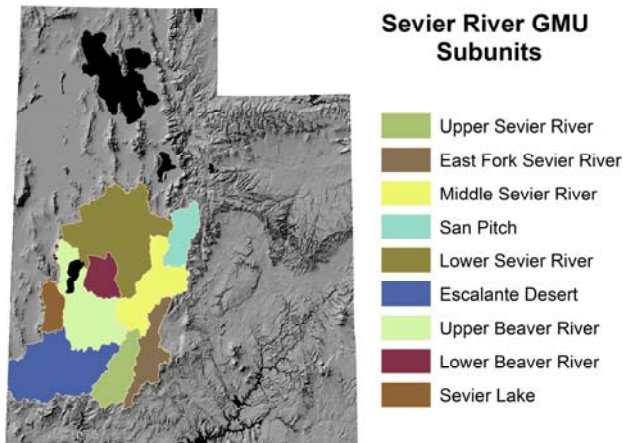 Sevier River GMU
Subunits
Upper Sevier River
East Fork Sevier River
Middle Sevier River
San Pitch
Lower Sevier River
Escalante Desert
Upper Beaver River
Lower Beaver River
Sevier Lake